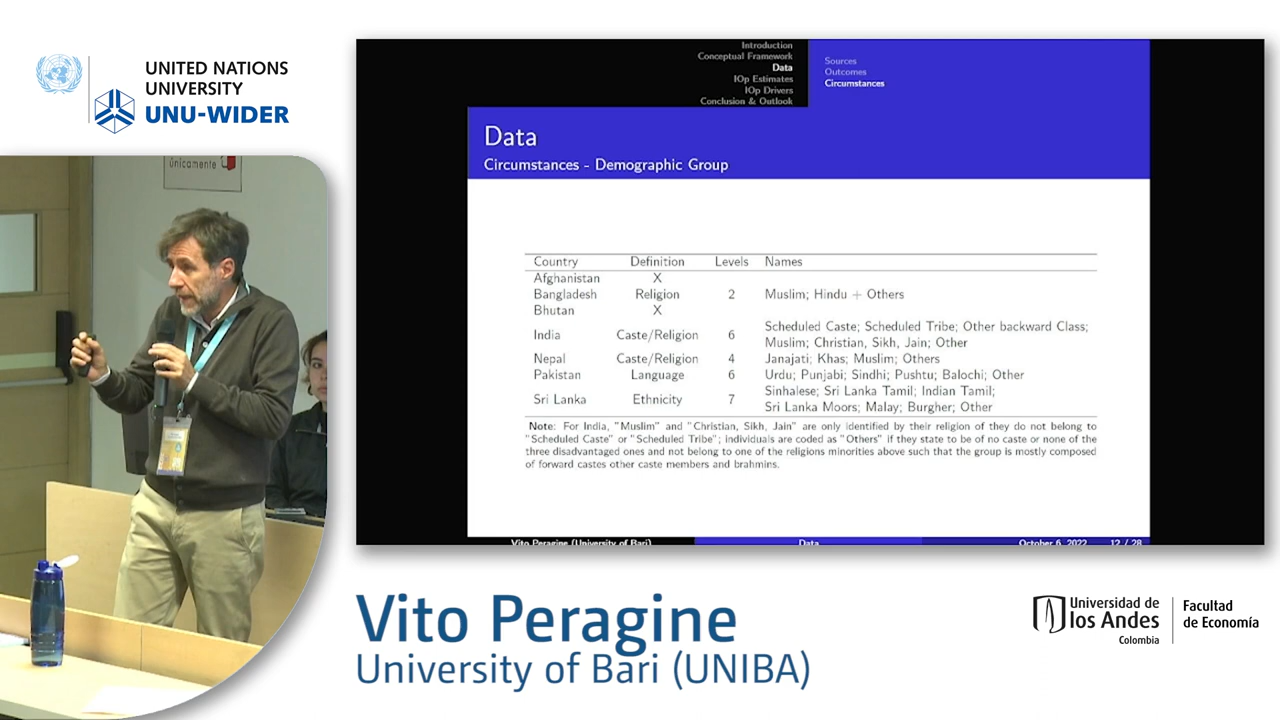 UNITED NATIONS
UNIVERSITY
UNU-WIDER
únicamente
Introduction
Conceptual Framework
Data
IOp Estimates
IOp Drivers
Conclusion & Outlook
Sources
Outcomes
Circumstances
Data
Circumstances - Demographic Group
Country Definition Levels Names
Afghanistan X
Bangladesh Religion 2 Muslim; Hindu + Others
Bhutan X
India Caste/Religion 6 Scheduled Caste; Scheduled Tribe; Other backward Class;
Muslim; Christian, Sikh, Jain; Other
Nepal Caste/Religion 4 Janajati; Khas; Muslim; Others
Pakistan Language 6 Urdu; Punjabi; Sindhi; Pushtu; Balochi; Other
Sri Lanka Ethnicity 7 Sinhalese; Sri Lanka Tamil; Indian Tamil;
Sri Lanka Moors; Malay; Burgher; Other
Note: For India, "Muslim" and "Christian, Sikh, Jain" are only identified by their religion of they do not belong to
"Scheduled Caste" or "Scheduled Tribe"; individuals are coded as "Others" if they state to be of no caste or none of the
three disadvantaged ones and not belong to one of the religions minorities above such that the group is mostly composed
of forward castes other caste members and brahmins.
Vito Peragine (University of Bari) Data October 6, 2022 12 / 28
Vito Peragine
University of Bari (UNIBA)
Universidad de
los Andes
Colombia
Facultad
de Economía